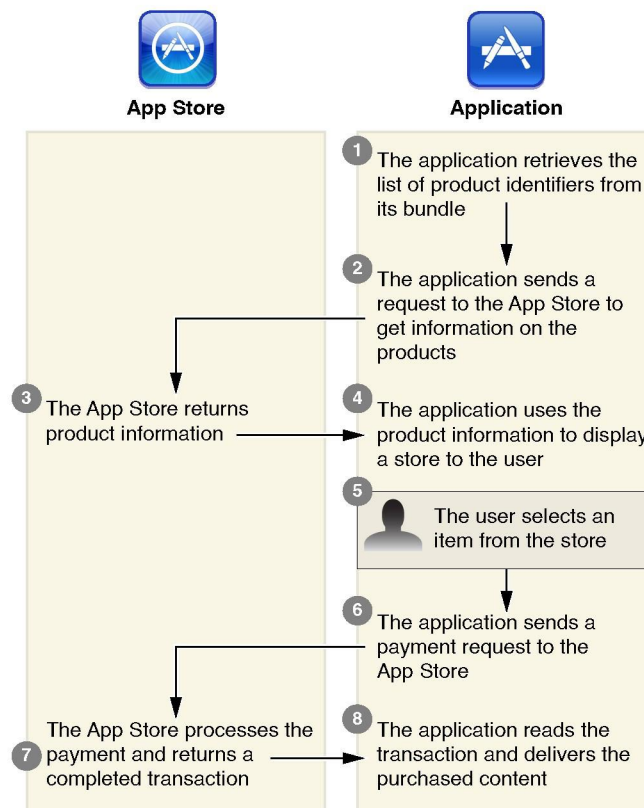 App Store
Application
1
The application retrieves the
list of product identifiers from
its bundle
2
The application sends a
request to the App Store to
get information on the
products
3
The App Store returns
product information
4
The application uses the
product information to display
a store to the user
5
The user selects an
item from the store
6
The application sends a
payment request to the
App Store
7
The App Store processes the
payment and returns a
completed transaction
8
The application reads the
transaction and delivers the
purchased content